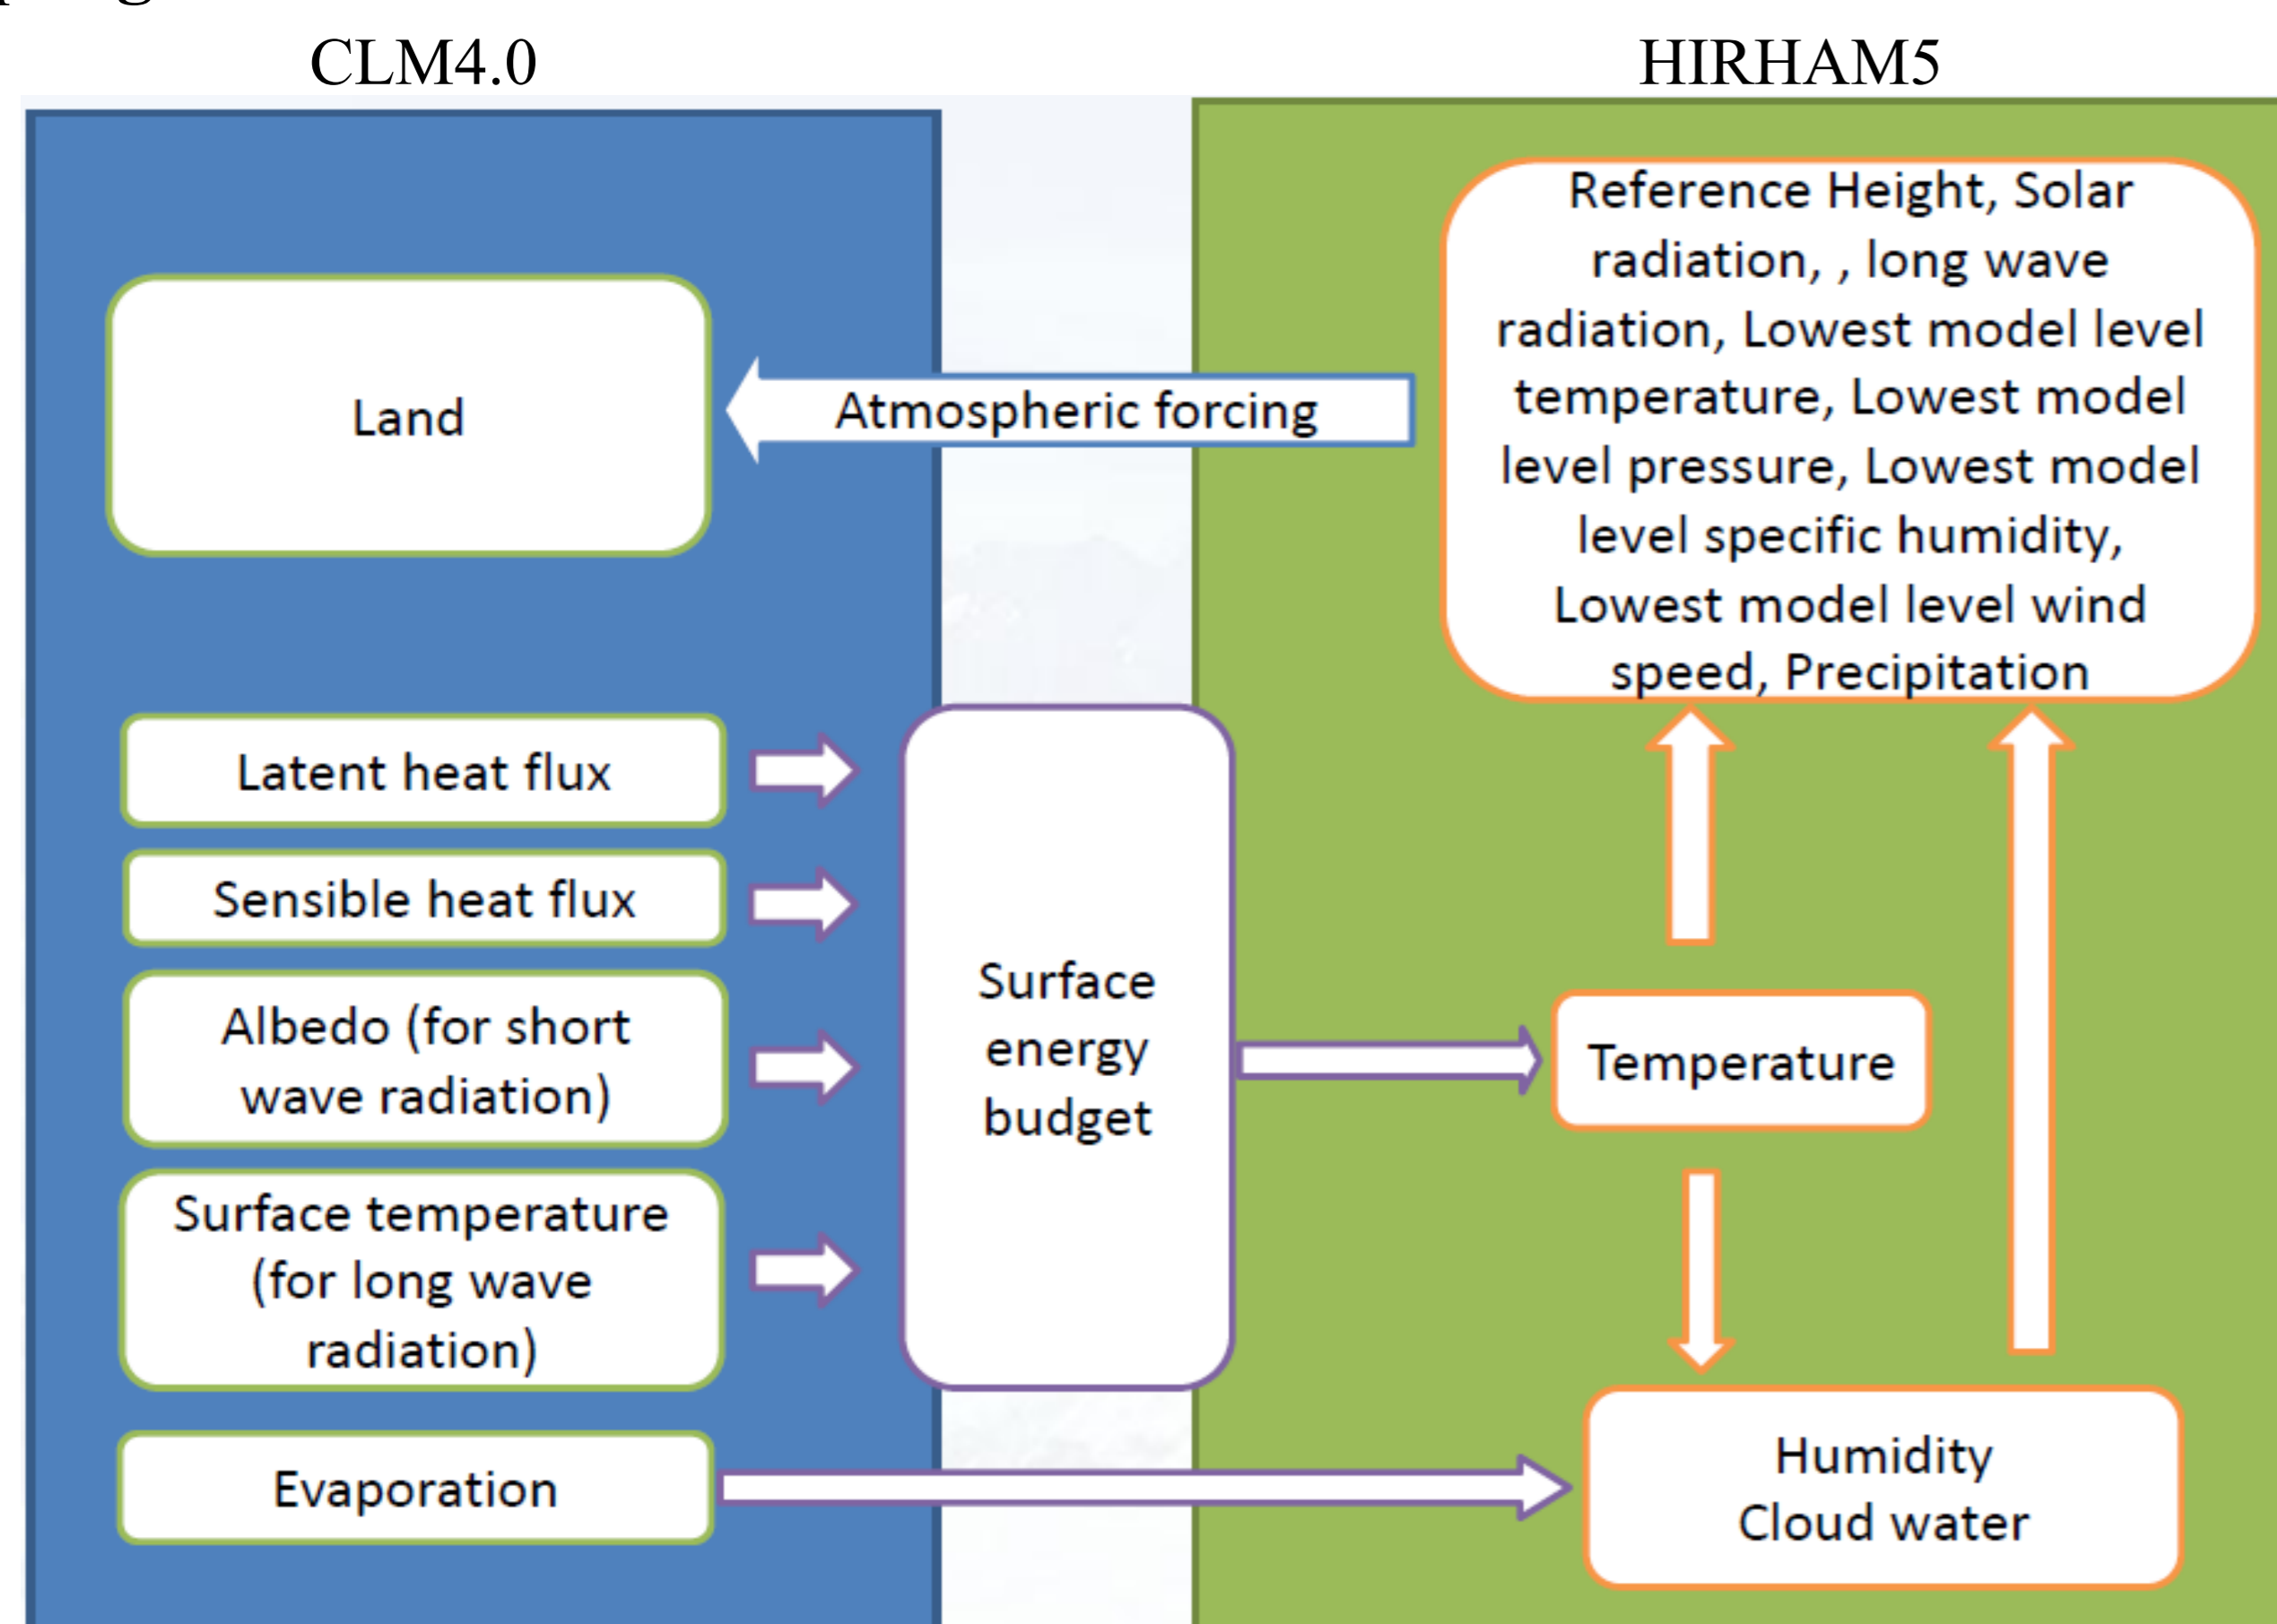 CLM4.0
HIRHAM5
Land
Atmospheric forcing
Reference Height, Solar
radiation, , long wave
radiation, Lowest model level
temperature, Lowest model
level pressure, Lowest model
level specific humidity,
Lowest model level wind
speed, Precipitation
Latent heat flux
Sensible heat flux
Albedo (for short
wave radiation)
Surface temperature
(for long wave
radiation)
Evaporation
Surface
energy
budget
Temperature
Humidity
Cloud water